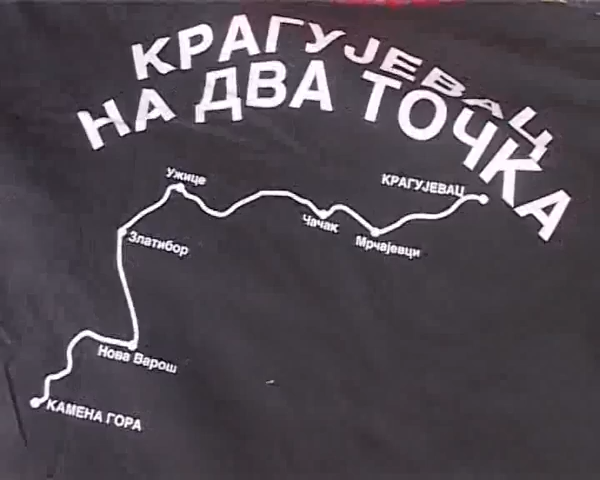 КРАГУЈЕВАЦ
НА ДВА ТОЧКА
Ужице
КРАГУЈЕВАЦ
Чачак
Мрчајевци
Златибор
Нова Варош
КАМЕНА ГОРА